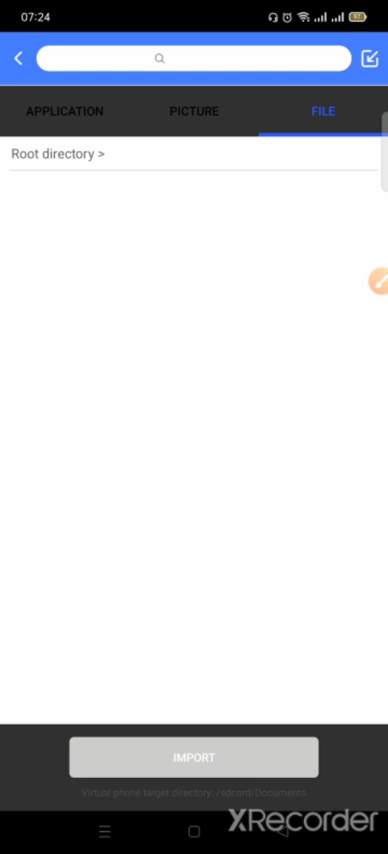 07:24
APPLICATION PICTURE FILE
Root directory >
IMPORT
Virtual phone target directory: /sdcard/Documents
XRecorder